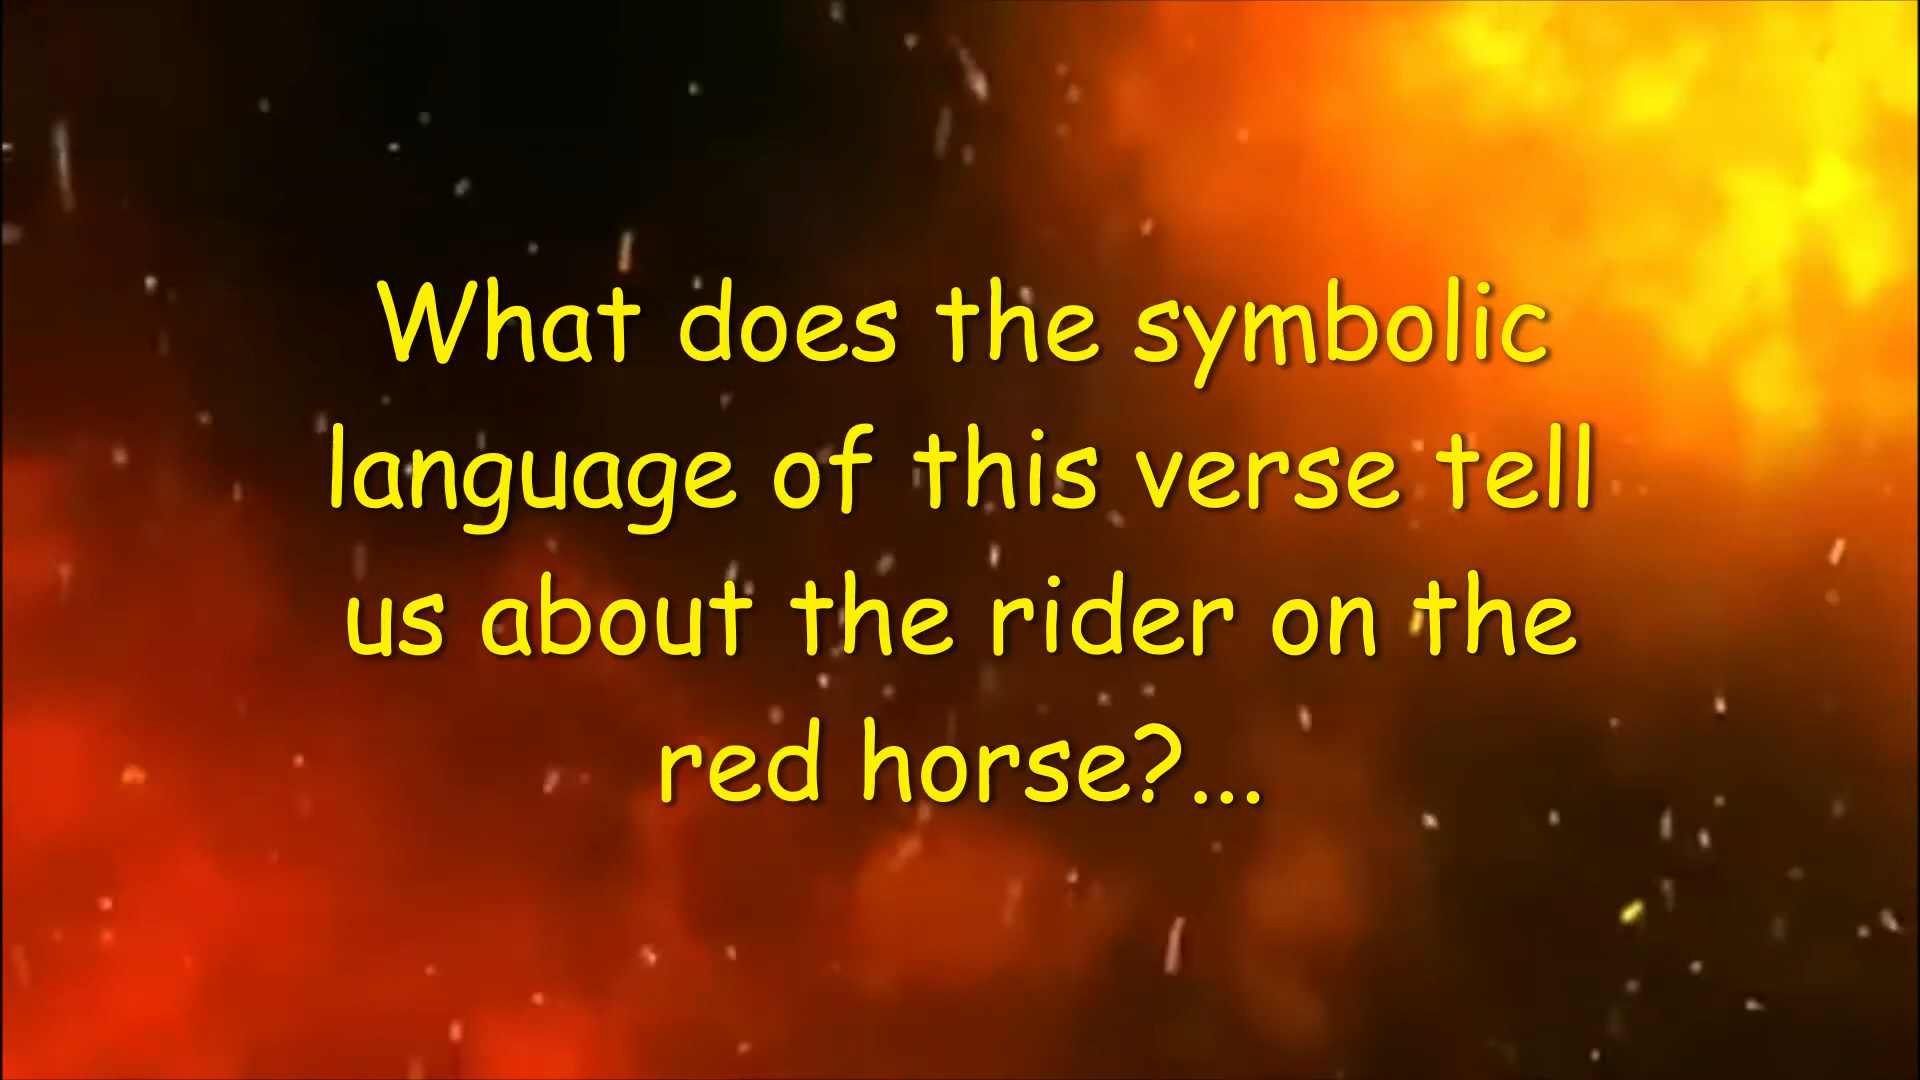 What does the symbolic
language of this verse tell
us about the rider on the
red horse?...